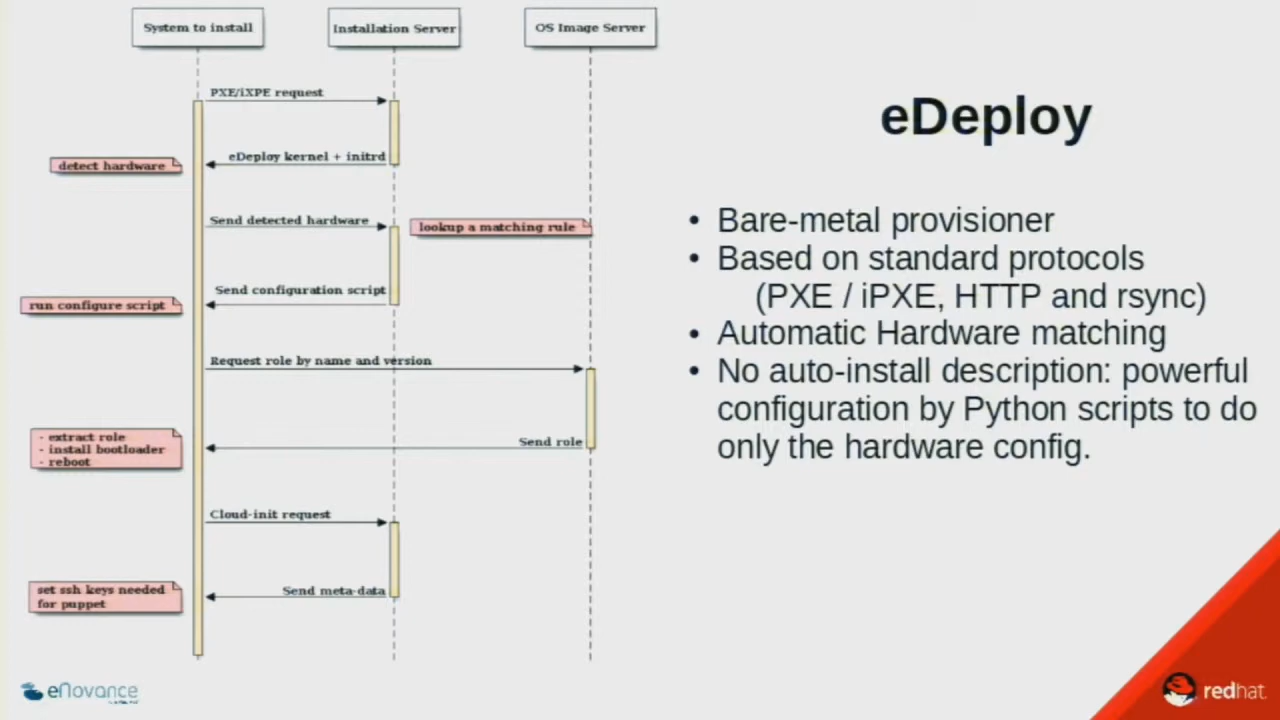 System to install
Installation Server
OS Image Server
PXE/iXPE request
eDeploy kernel + initrd
detect hardware
Send detected hardware
lookup a matching rule
Send configuration script
run configure script
Request role by name and version
- extract role
- install bootloader
- reboot
Send role
Cloud-init request
set ssh keys needed
for puppet
Send meta-data
eDeploy
• Bare-metal provisioner
• Based on standard protocols
(PXE / iPXE, HTTP and rsync)
• Automatic Hardware matching
• No auto-install description: powerful
configuration by Python scripts to do
only the hardware config.
eNovance
redhat.